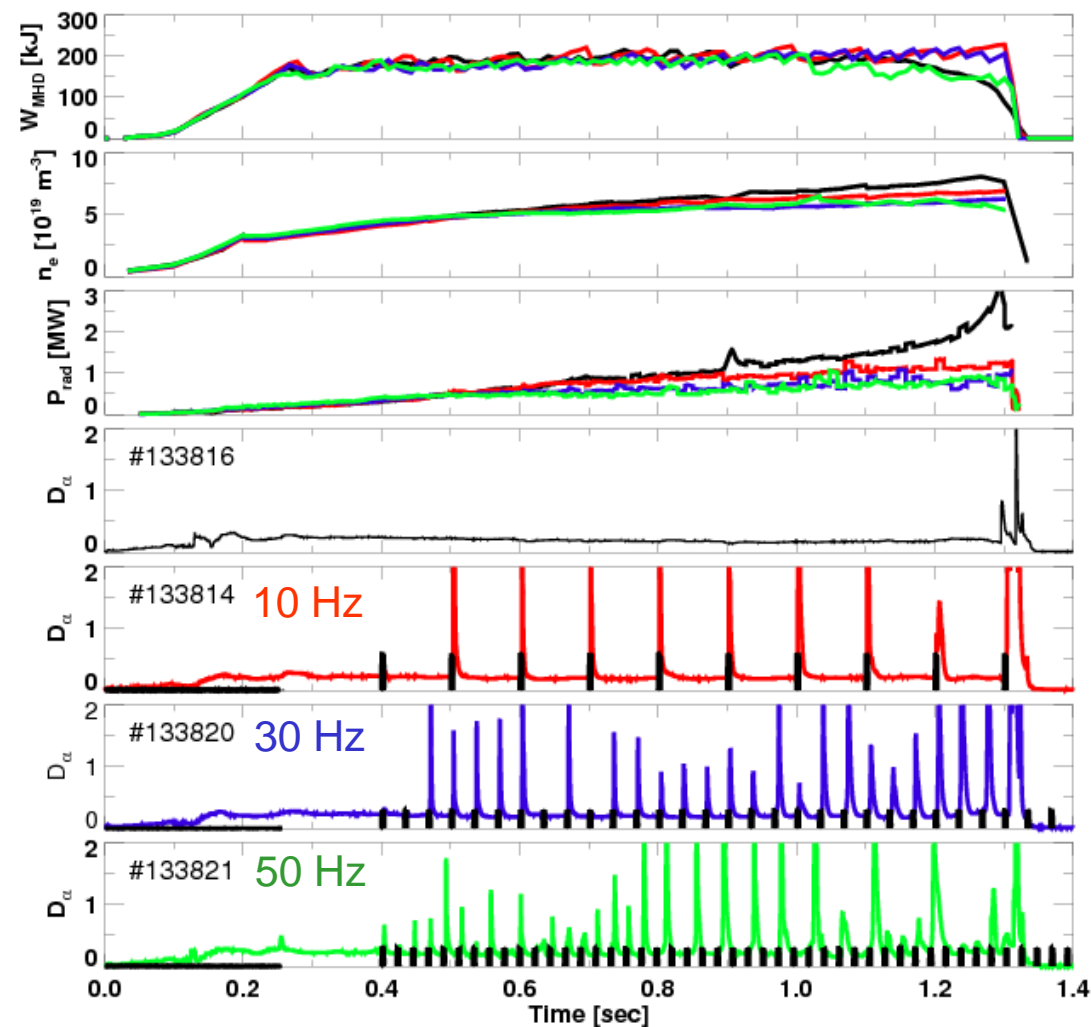 W_MHD [kJ]
300
200
100
0
n_e [10^19 m^-3]
10
5
0
P_rad [MW]
3
2
1
0
D_α
2
1
0
#133816
D_α
2
1
0
#133814 10 Hz
D_α
2
1
0
#133820 30 Hz
D_α
2
1
0
#133821 50 Hz
0.0 0.2 0.4 0.6 0.8 1.0 1.2 1.4
Time [sec]